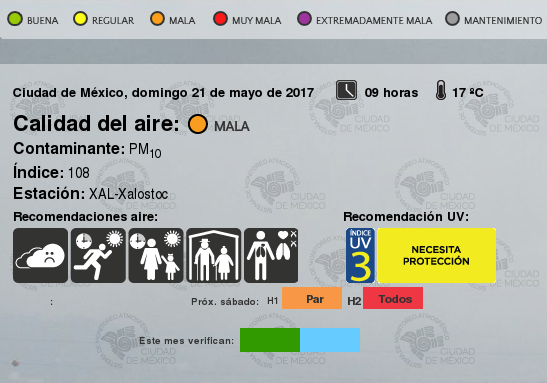 BUENA REGULAR MALA MUY MALA EXTREMADAMENTE MALA MANTENIMIENTO
Ciudad de México, domingo 21 de mayo de 2017 09 horas 17 ºC
Calidad del aire: MALA
Contaminante: PM10
Índice: 108
Estación: XAL-Xalostoc
Recomendaciones aire: Recomendación UV:
ÍNDICE
UV
3
NECESITA
PROTECCIÓN
: Próx. sábado: H1 Par H2 Todos
Este mes verifican:
CIUDAD
DE MÉXICO